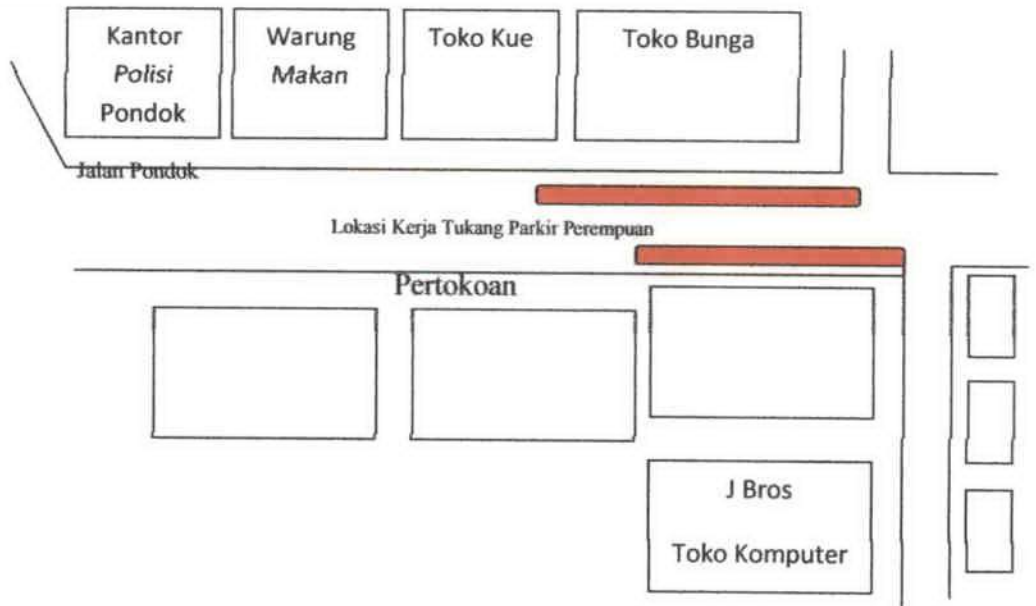 Kantor
Polisi
Pondok
Warung
Makan
Toko Kue
Toko Bunga
Jalan Pondok
Lokasi Kerja Tukang Parkir Perempuan
Pertokoan
J Bros
Toko Komputer